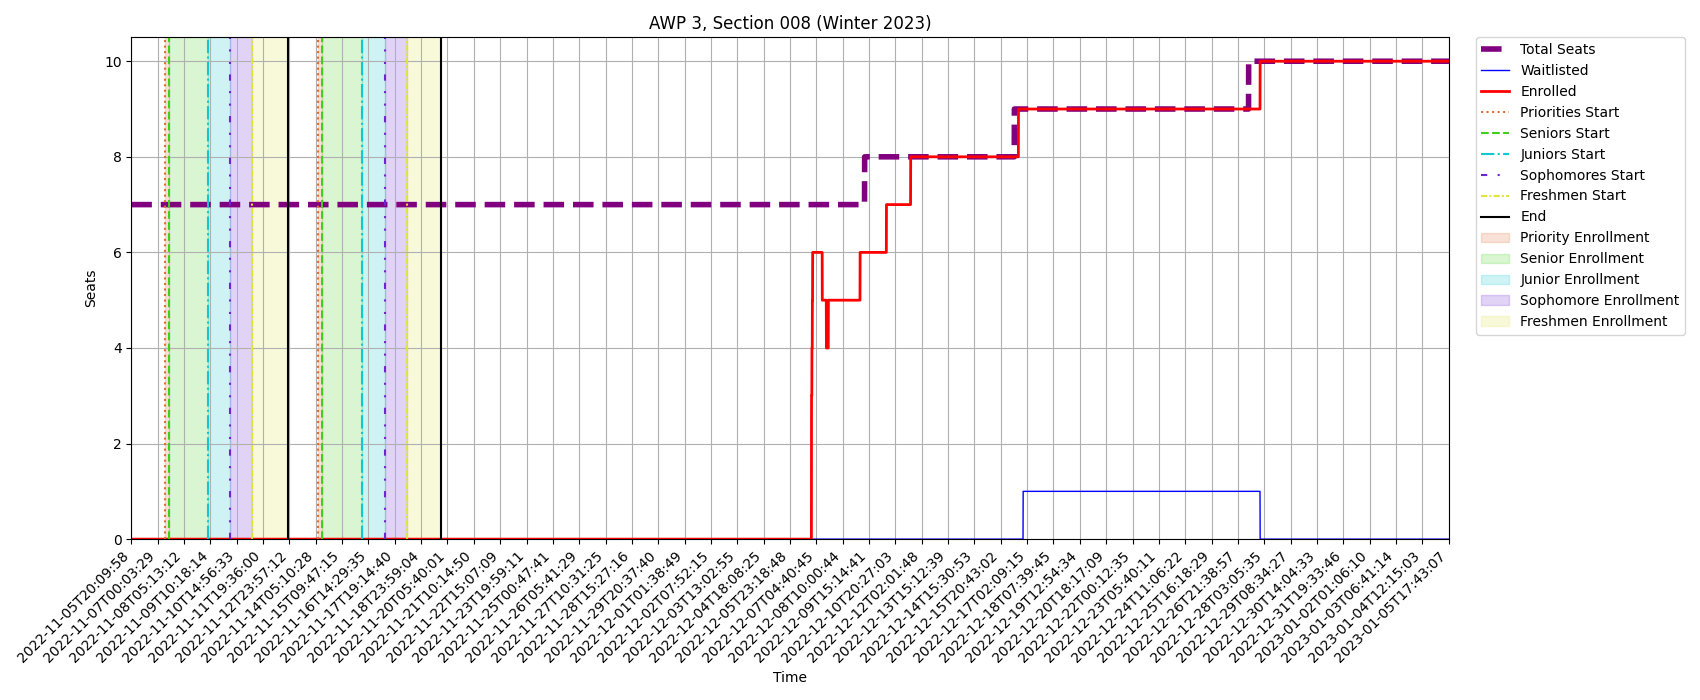 AWP 3, Section 008 (Winter 2023)
Total Seats
Waitlisted
Enrolled
Priorities Start
Seniors Start
Juniors Start
Sophomores Start
Freshmen Start
End
Priority Enrollment
Senior Enrollment
Junior Enrollment
Sophomore Enrollment
Freshmen Enrollment
Seats
10
8
6
4
2
0
2022-11-05T20:09:58
2022-11-07T00:03:29
2022-11-08T05:13:12
2022-11-09T10:18:14
2022-11-10T14:56:33
2022-11-11T19:36:00
2022-11-12T23:57:12
2022-11-14T05:10:28
2022-11-15T09:47:15
2022-11-16T14:29:35
2022-11-17T19:14:40
2022-11-18T23:59:04
2022-11-20T05:40:01
2022-11-21T10:14:50
2022-11-22T15:07:09
2022-11-23T19:59:11
2022-11-25T00:47:41
2022-11-26T05:41:29
2022-11-27T10:31:25
2022-11-28T15:27:16
2022-11-29T20:37:40
2022-12-01T01:38:49
2022-12-02T07:52:15
2022-12-03T13:02:55
2022-12-04T18:08:25
2022-12-05T23:18:48
2022-12-07T04:40:45
2022-12-08T10:00:44
2022-12-09T15:14:41
2022-12-10T20:27:03
2022-12-12T02:01:48
2022-12-13T15:12:39
2022-12-14T15:30:53
2022-12-15T20:43:02
2022-12-17T02:09:15
2022-12-18T07:39:45
2022-12-19T12:54:34
2022-12-20T18:17:09
2022-12-22T00:12:35
2022-12-23T05:40:11
2022-12-24T11:06:22
2022-12-25T16:18:29
2022-12-26T21:38:57
2022-12-28T03:05:35
2022-12-29T08:34:27
2022-12-30T14:04:33
2022-12-31T19:33:46
2023-01-02T01:06:10
2023-01-03T06:41:14
2023-01-04T12:15:03
2023-01-05T17:43:07
Time